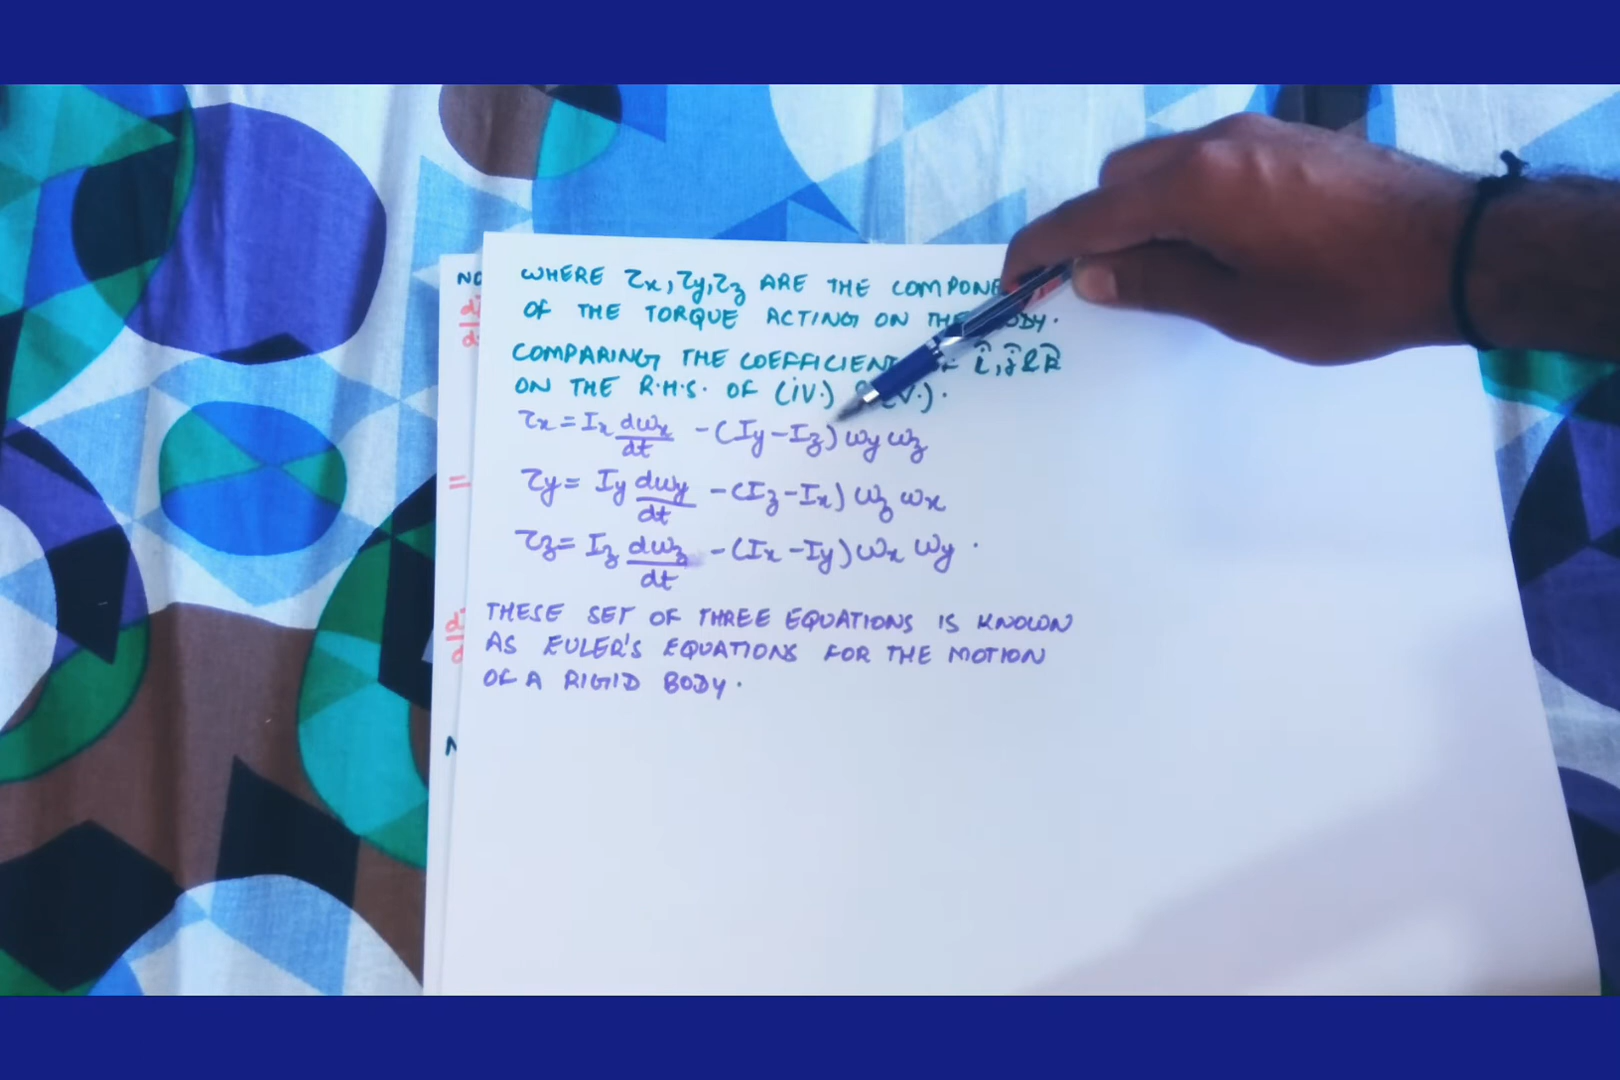 WHERE τx, τy, τz ARE THE
OF THE TORQUE ACTING ON THE BODY.
COMPARING THE COEFFICIENT î, ĵ & k̂
ON THE R.H.S. OF (iv.)
τx = Ix dωx/dt -(Iy-Iz) ωy ωz
τy = Iy dωy/dt -(Iz-Ix) ωz ωx
τz = Iz dωz/dt -(Ix-Iy) ωx ωy.
THESE SET OF THREE EQUATIONS IS KNOWN
AS EULER'S EQUATIONS FOR THE MOTION
OF A RIGID BODY.